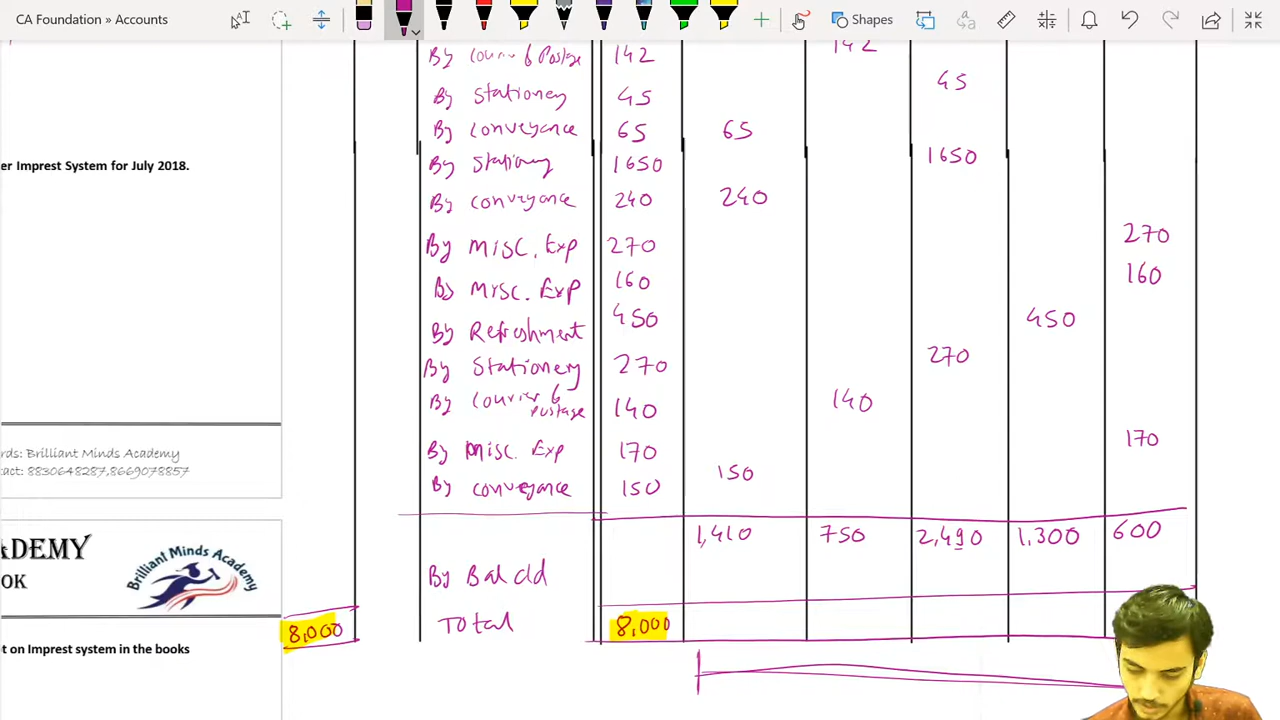 CA Foundation » Accounts
Shapes
By Courier & Postage 142 142
By Stationery 45 45
By Conveyance 65 65
er Imprest System for July 2018.
By Stationery 1650 1650
By Conveyance 240 240
By Misc. Exp 270 270
By Misc. Exp 160 160
By Refreshment 450 450
By Stationery 270 270
By Courier & Postage 140 140
rds: Brilliant Minds Academy
act: 8830648287,8669078857
By Misc. Exp 170 170
By Conveyance 150 150
1,410 750 2,490 1,300 600
ADEMY
OK
Brilliant Minds Academy
By Bal c/d
8,000 Total 8,000
t on Imprest system in the books